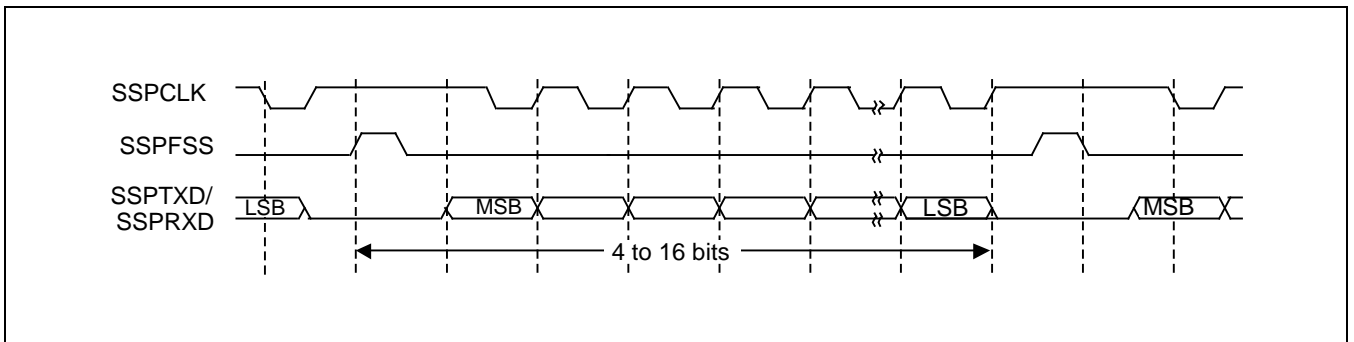 SSPCLK
SSPFSS
SSPTXD/
SSPRXD
LSB
MSB
LSB
MSB
4 to 16 bits